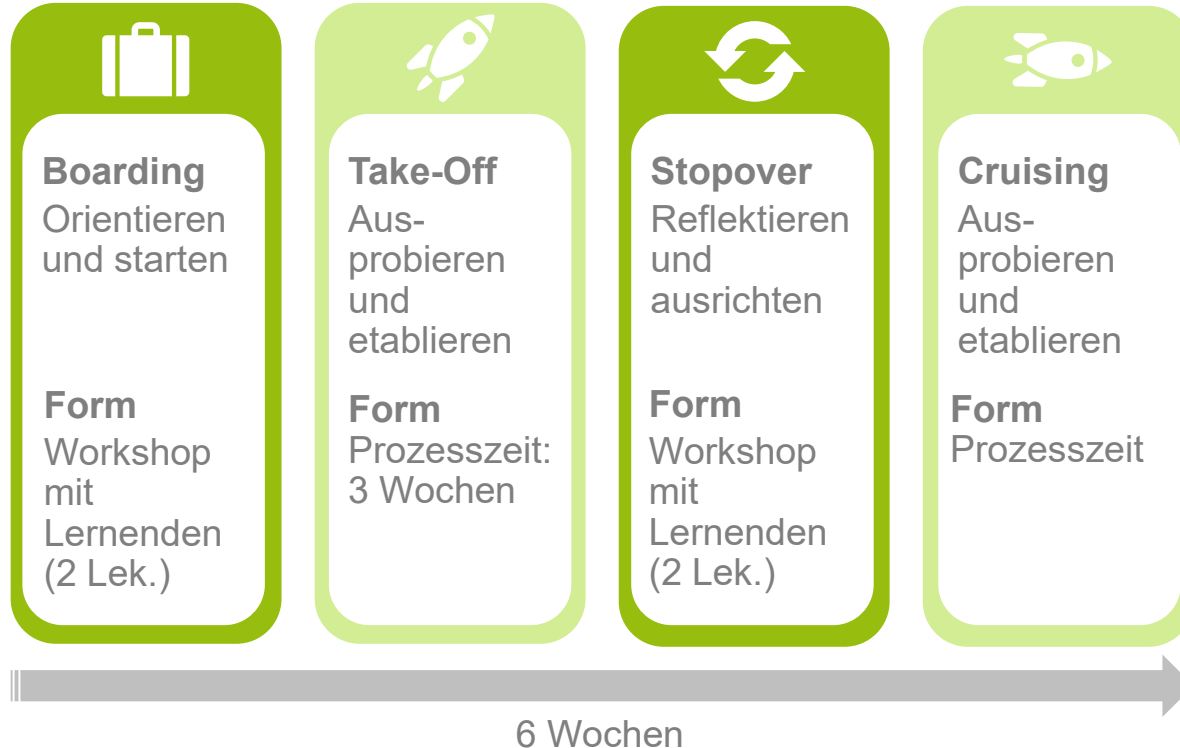 Boarding
Orientieren
und starten
Form
Workshop
mit
Lernenden
(2 Lek.)
Take-Off
Aus-
probieren
und
etablieren
Form
Prozesszeit:
3 Wochen
Stopover
Reflektieren
und
ausrichten
Form
Workshop
mit
Lernenden
(2 Lek.)
Cruising
Aus-
probieren
und
etablieren
Form
Prozesszeit
6 Wochen